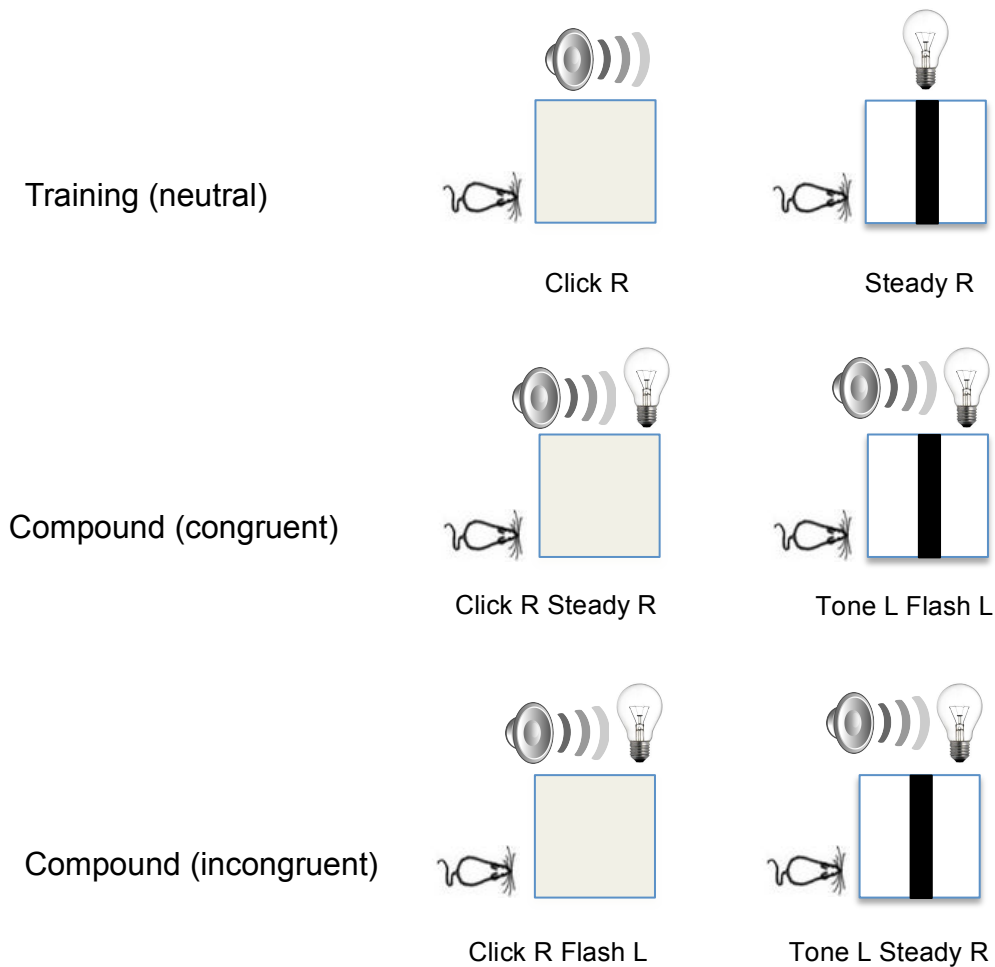 Training (neutral)
Click R
Steady R
Compound (congruent)
Click R Steady R
Tone L Flash L
Compound (incongruent)
Click R Flash L
Tone L Steady R